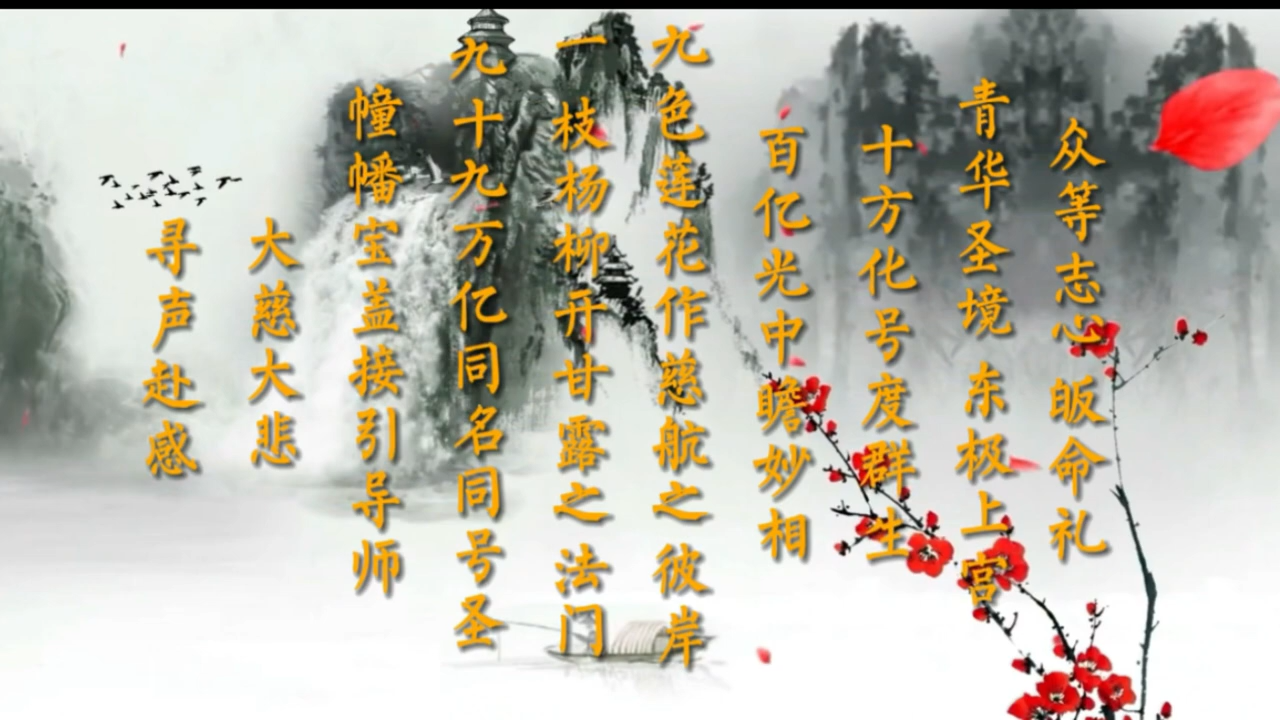 众等志心 皈命礼
青华圣境 东极上宫
十方化号度群生
百亿光中瞻妙相
九色莲花作慈航之 彼岸
一枝杨柳开甘露之 法门
九十九万亿同名同号圣
幢幡宝盖接引导师
大慈大悲
寻声赴感